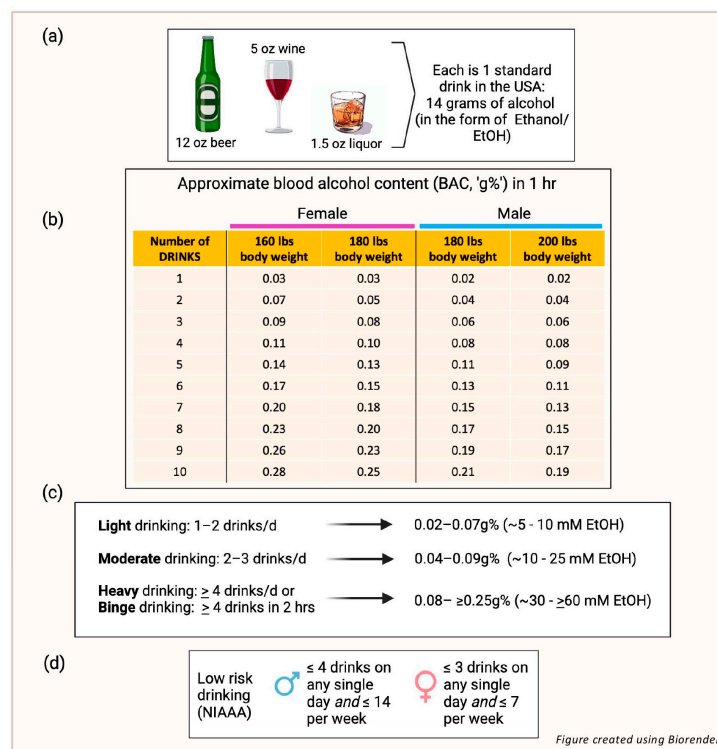 (a)
5 oz wine
12 oz beer
1.5 oz liquor
Each is 1 standard
drink in the USA:
14 grams of alcohol
(in the form of Ethanol/
EtOH)
Approximate blood alcohol content (BAC, 'g%') in 1 hr
(b)
Female Male
Number of DRINKS 160 lbs body weight 180 lbs body weight 180 lbs body weight 200 lbs body weight
1 0.03 0.03 0.02 0.02
2 0.07 0.05 0.04 0.04
3 0.09 0.08 0.06 0.06
4 0.11 0.10 0.08 0.08
5 0.14 0.13 0.11 0.09
6 0.17 0.15 0.13 0.11
7 0.20 0.18 0.15 0.13
8 0.23 0.20 0.17 0.15
9 0.26 0.23 0.19 0.17
10 0.28 0.25 0.21 0.19
(c)
Light drinking: 1–2 drinks/d 0.02–0.07g% (~5 - 10 mM EtOH)
Moderate drinking: 2–3 drinks/d 0.04–0.09g% (~10 - 25 mM EtOH)
Heavy drinking: ≥ 4 drinks/d or
Binge drinking: ≥ 4 drinks in 2 hrs
0.08– ≥0.25g% (~30 - ≥60 mM EtOH)
(d)
Low risk
drinking
(NIAAA)
≤ 4 drinks on
any single
day and ≤ 14
per week
≤ 3 drinks on
any single
day and ≤ 7
per week
Figure created using Biorender